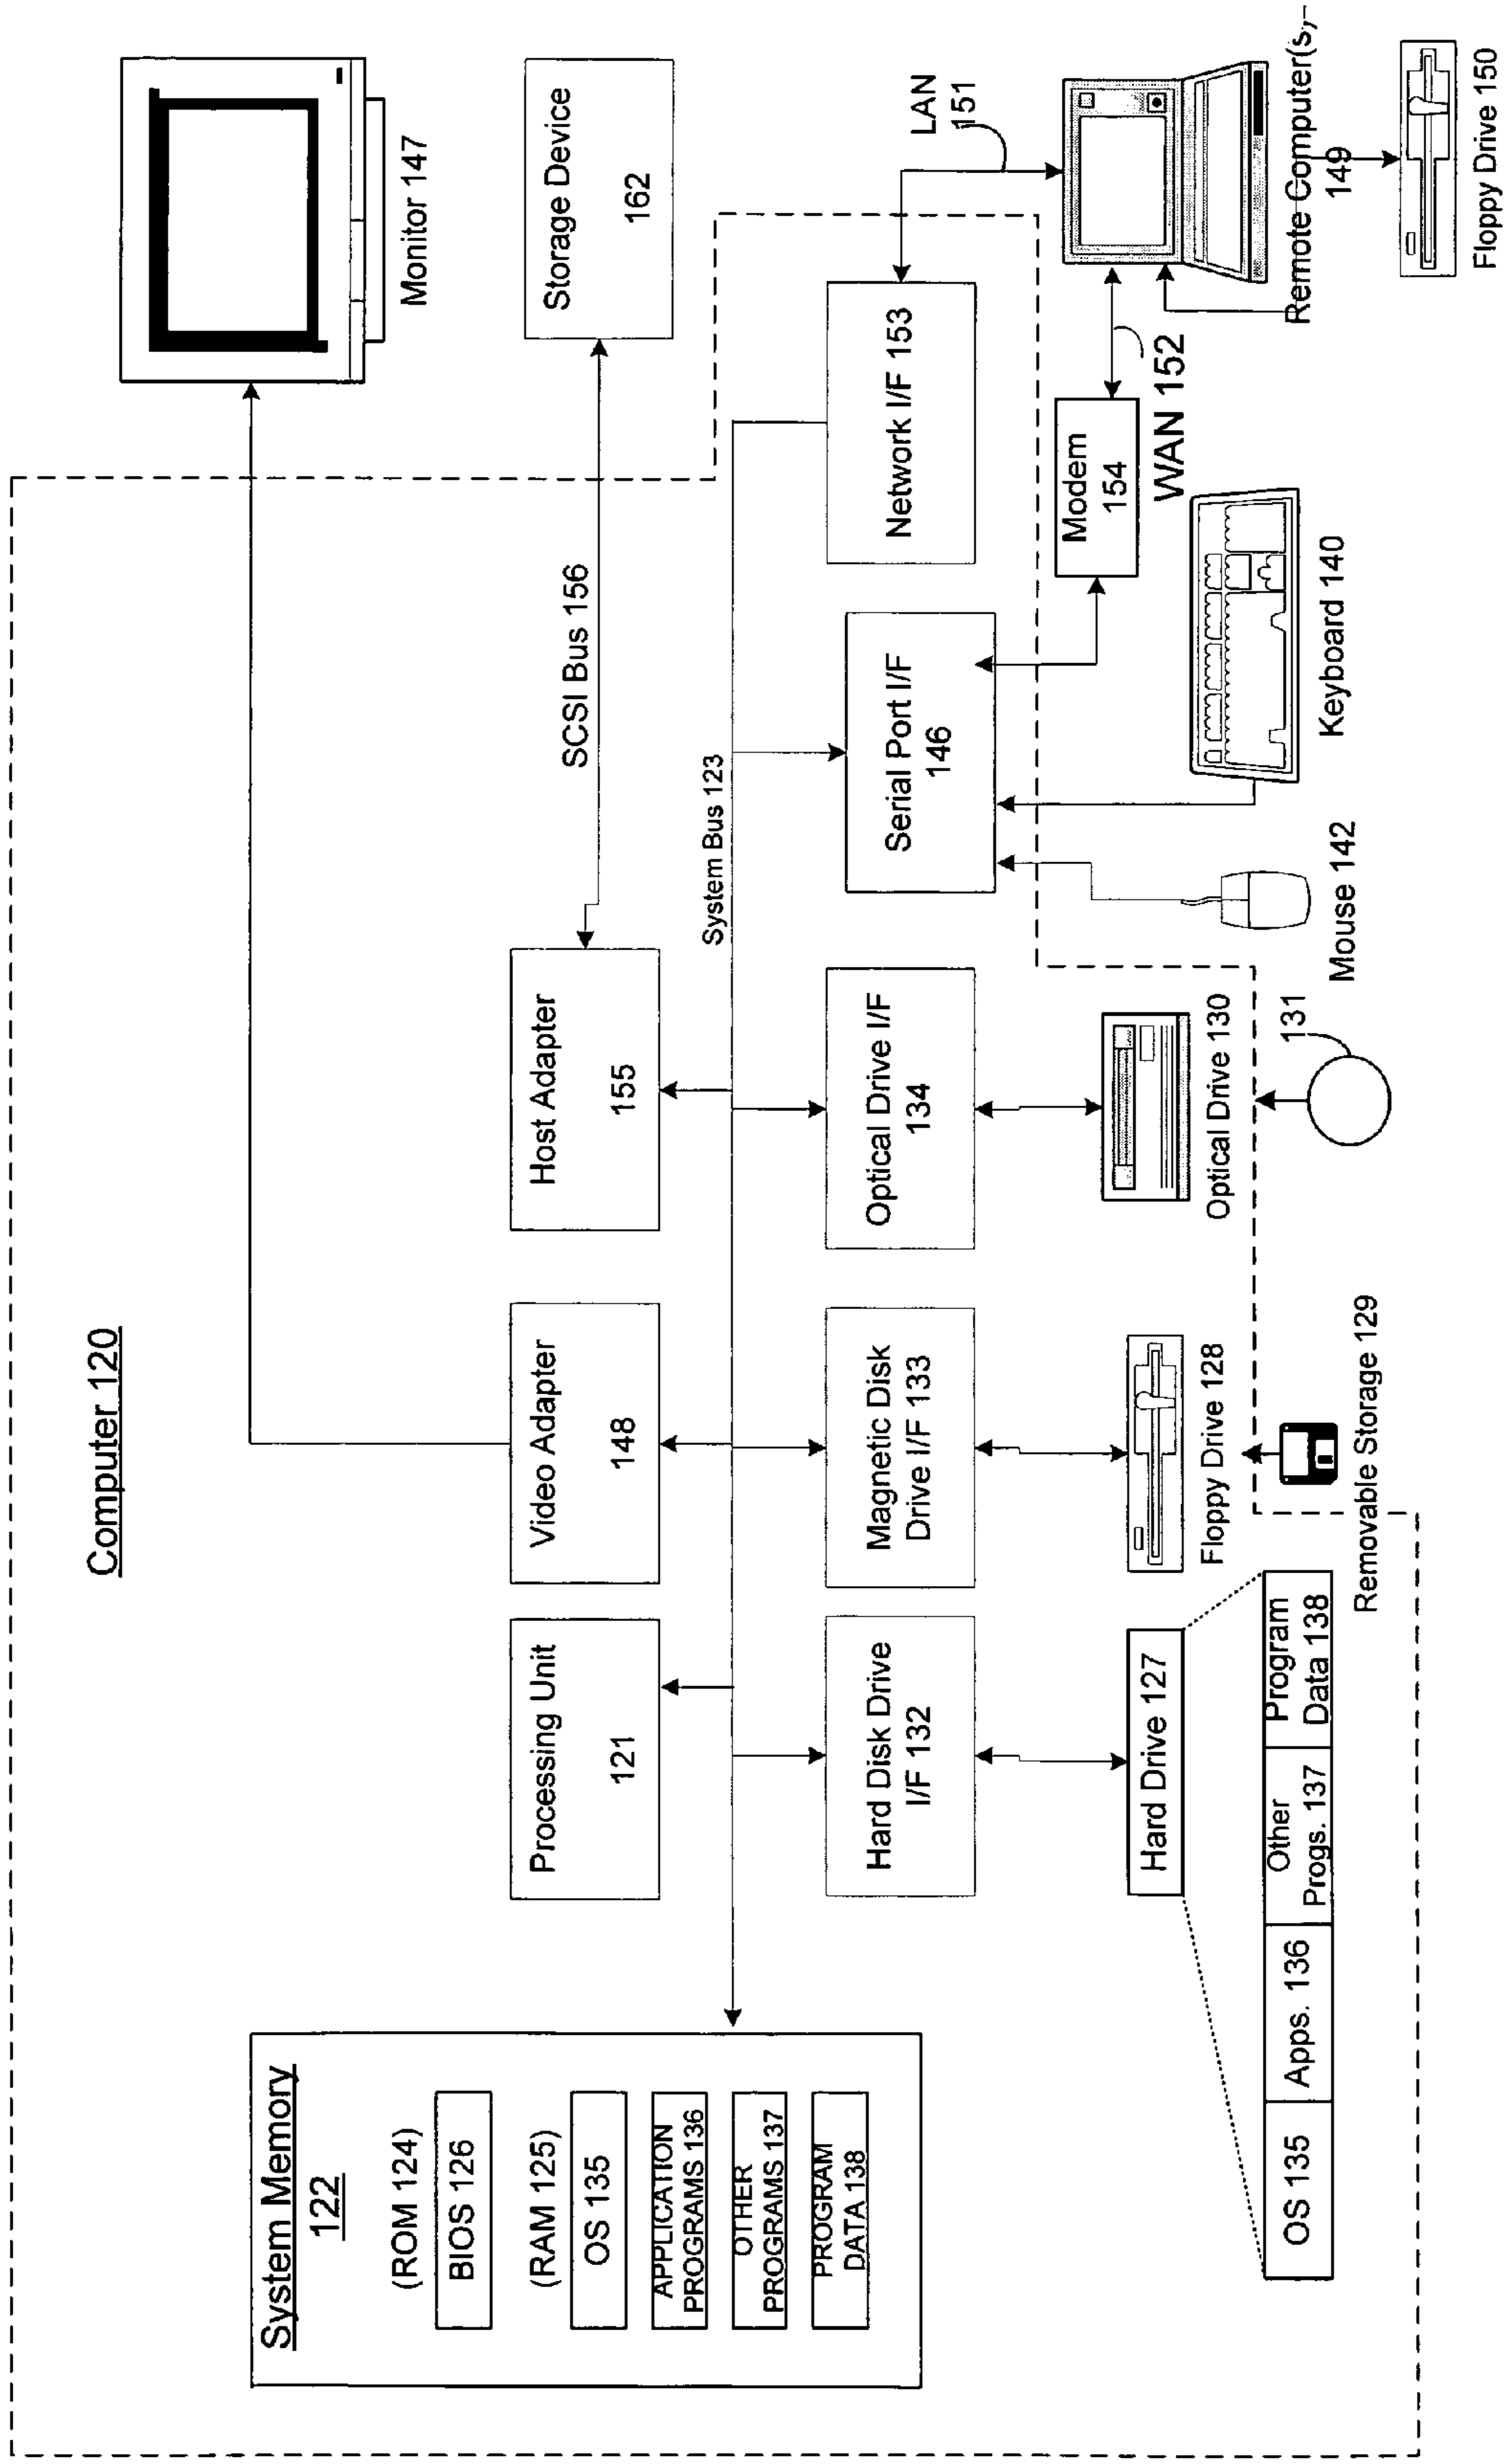 Computer 120
System Memory
122
(ROM 124)
BIOS 126
(RAM 125)
OS 135
APPLICATION
PROGRAMS 136
OTHER
PROGRAMS 137
PROGRAM
DATA 138
Processing Unit
121
Video Adapter
148
Host Adapter
155
SCSI Bus 156
Monitor 147
Storage Device
162
System Bus 123
Hard Disk Drive
I/F 132
Magnetic Disk
Drive I/F 133
Optical Drive I/F
134
Serial Port I/F
146
Network I/F 153
LAN
151
Modem
154
WAN 152
Hard Drive 127
Floppy Drive 128
Optical Drive 130
131
Mouse 142
Keyboard 140
Remote Computer(s)
149
Floppy Drive 150
Removable Storage 129
OS 135
Apps. 136
Other
Progs. 137
Program
Data 138